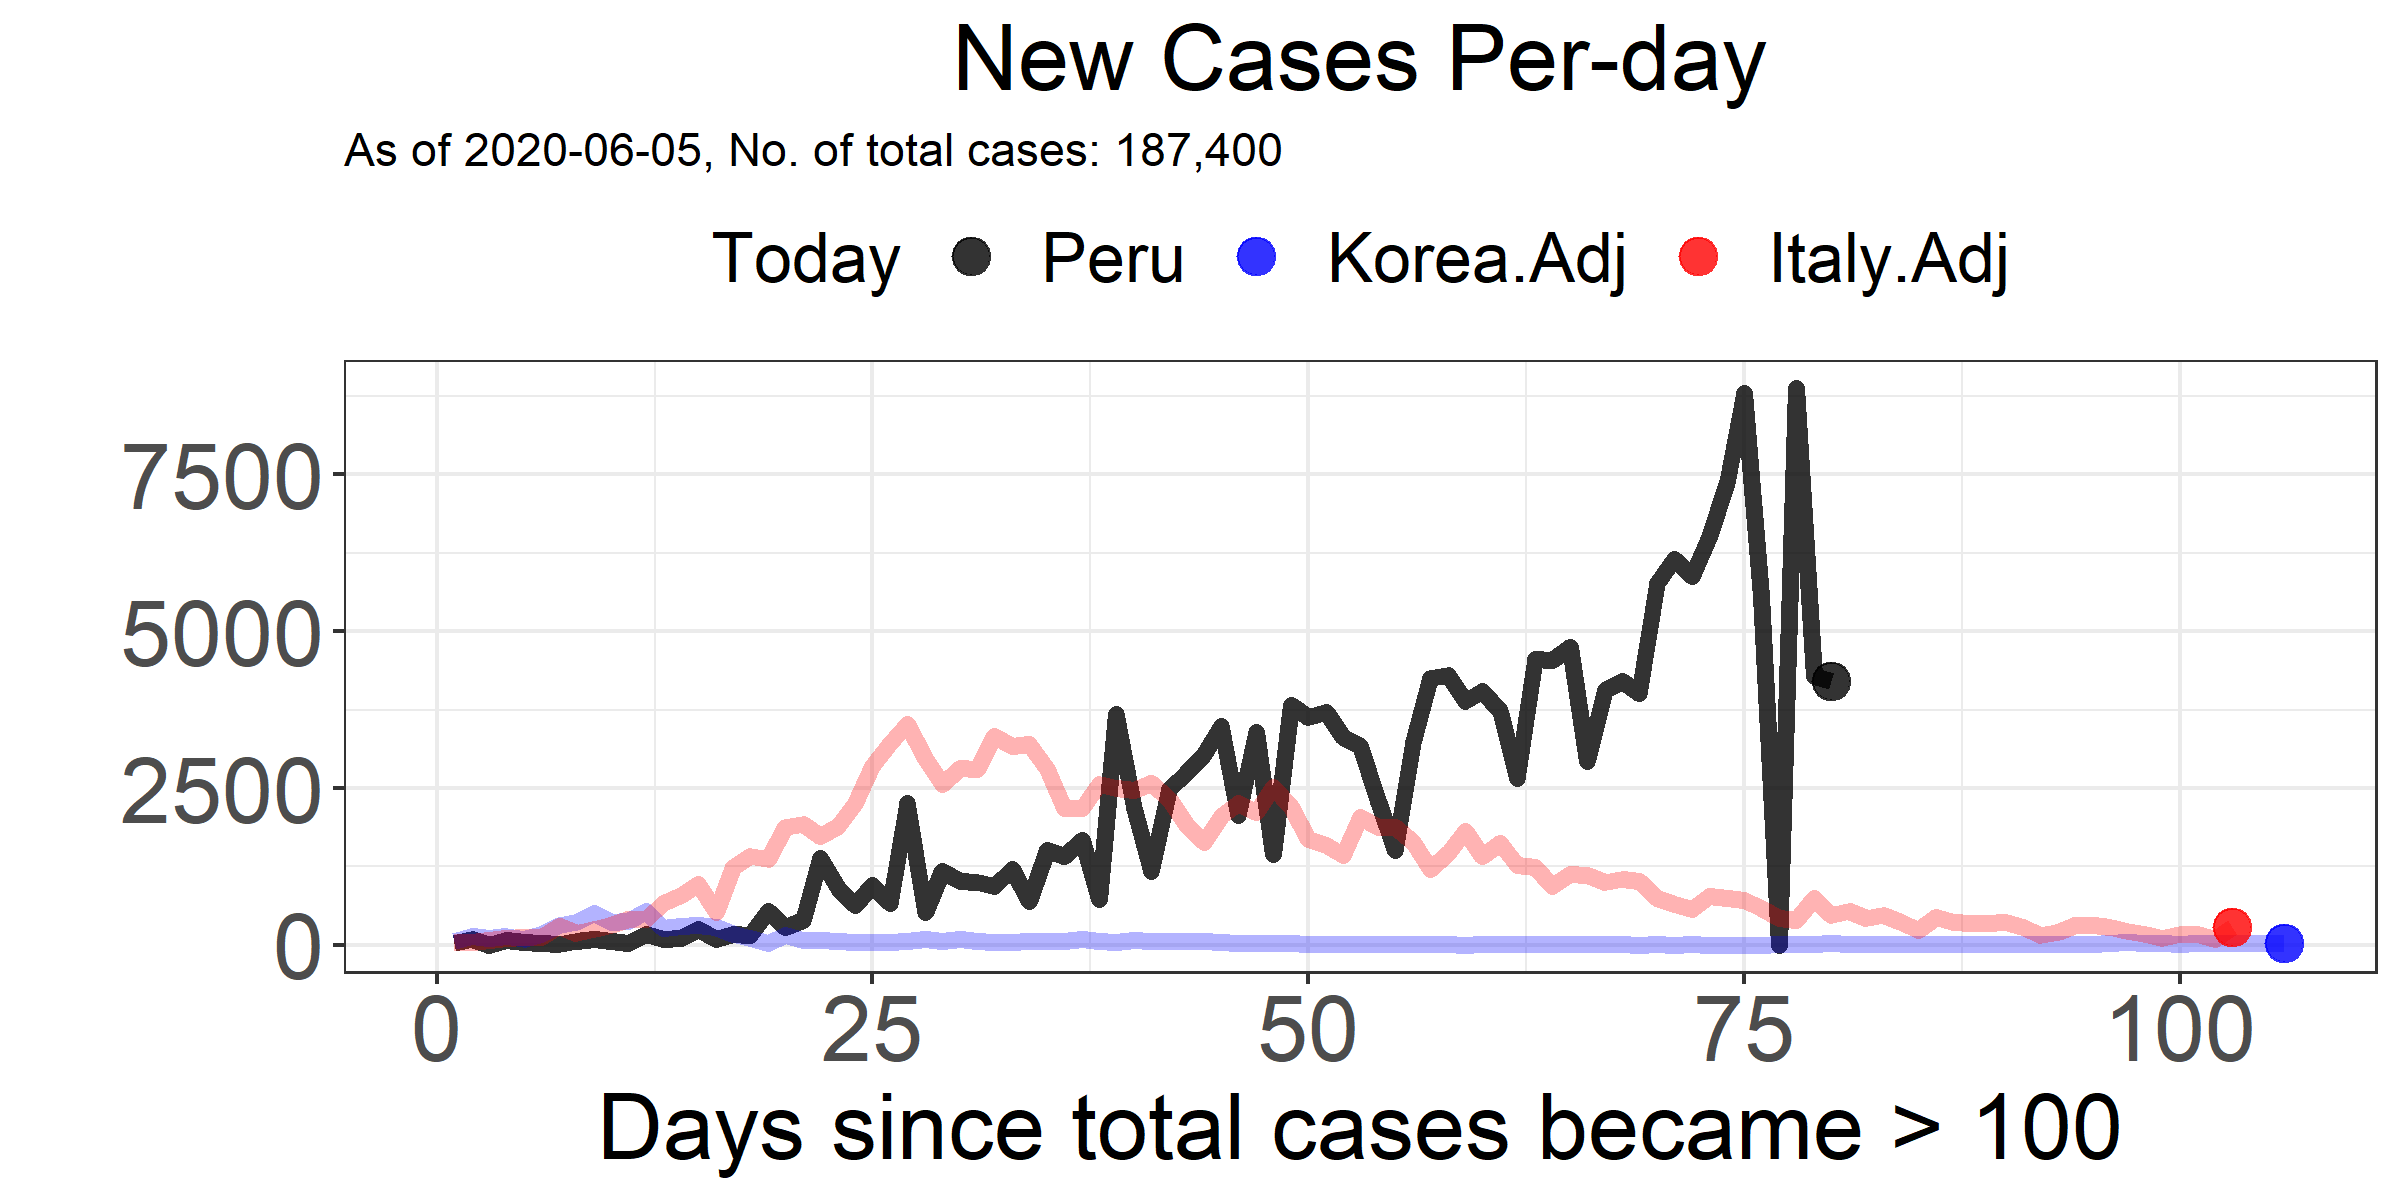 New Cases Per-day
As of 2020-06-05, No. of total cases: 187,400
Today Peru Korea.Adj Italy.Adj
7500
5000
2500
0
0 25 50 75 100
Days since total cases became > 100